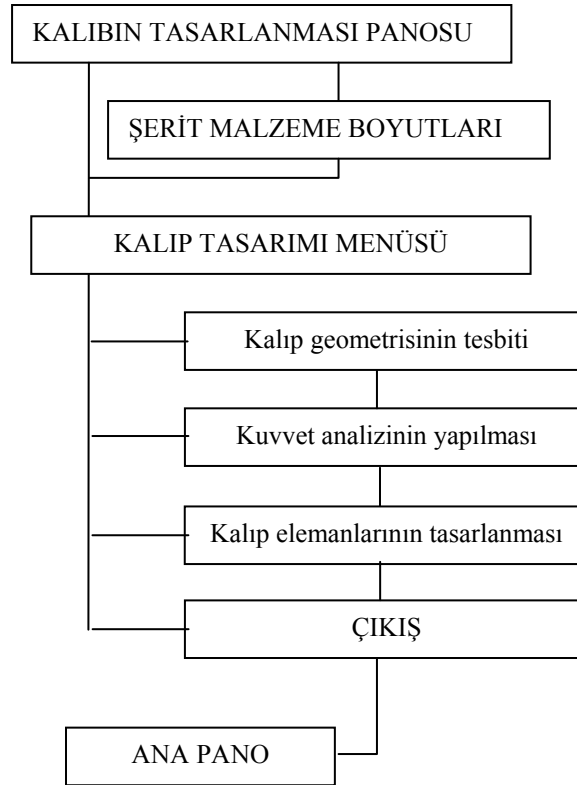 KALIBIN TASARLANMASI PANOSU
ŞERİT MALZEME BOYUTLARI
KALIP TASARIMI MENÜSÜ
Kalıp geometrisinin tesbiti
Kuvvet analizinin yapılması
Kalıp elemanlarının tasarlanması
ÇIKIŞ
ANA PANO